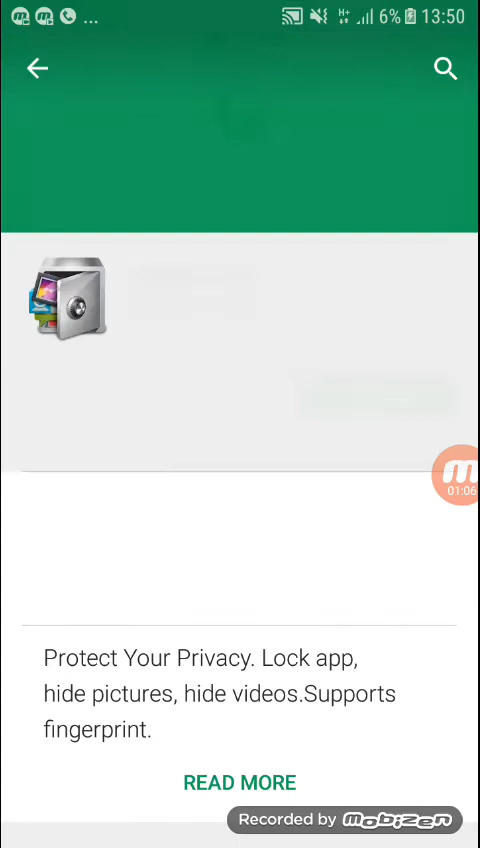 ... H+ 6% 13:50
01:06
Protect Your Privacy. Lock app,
hide pictures, hide videos.Supports
fingerprint.
READ MORE
Recorded by mobizen